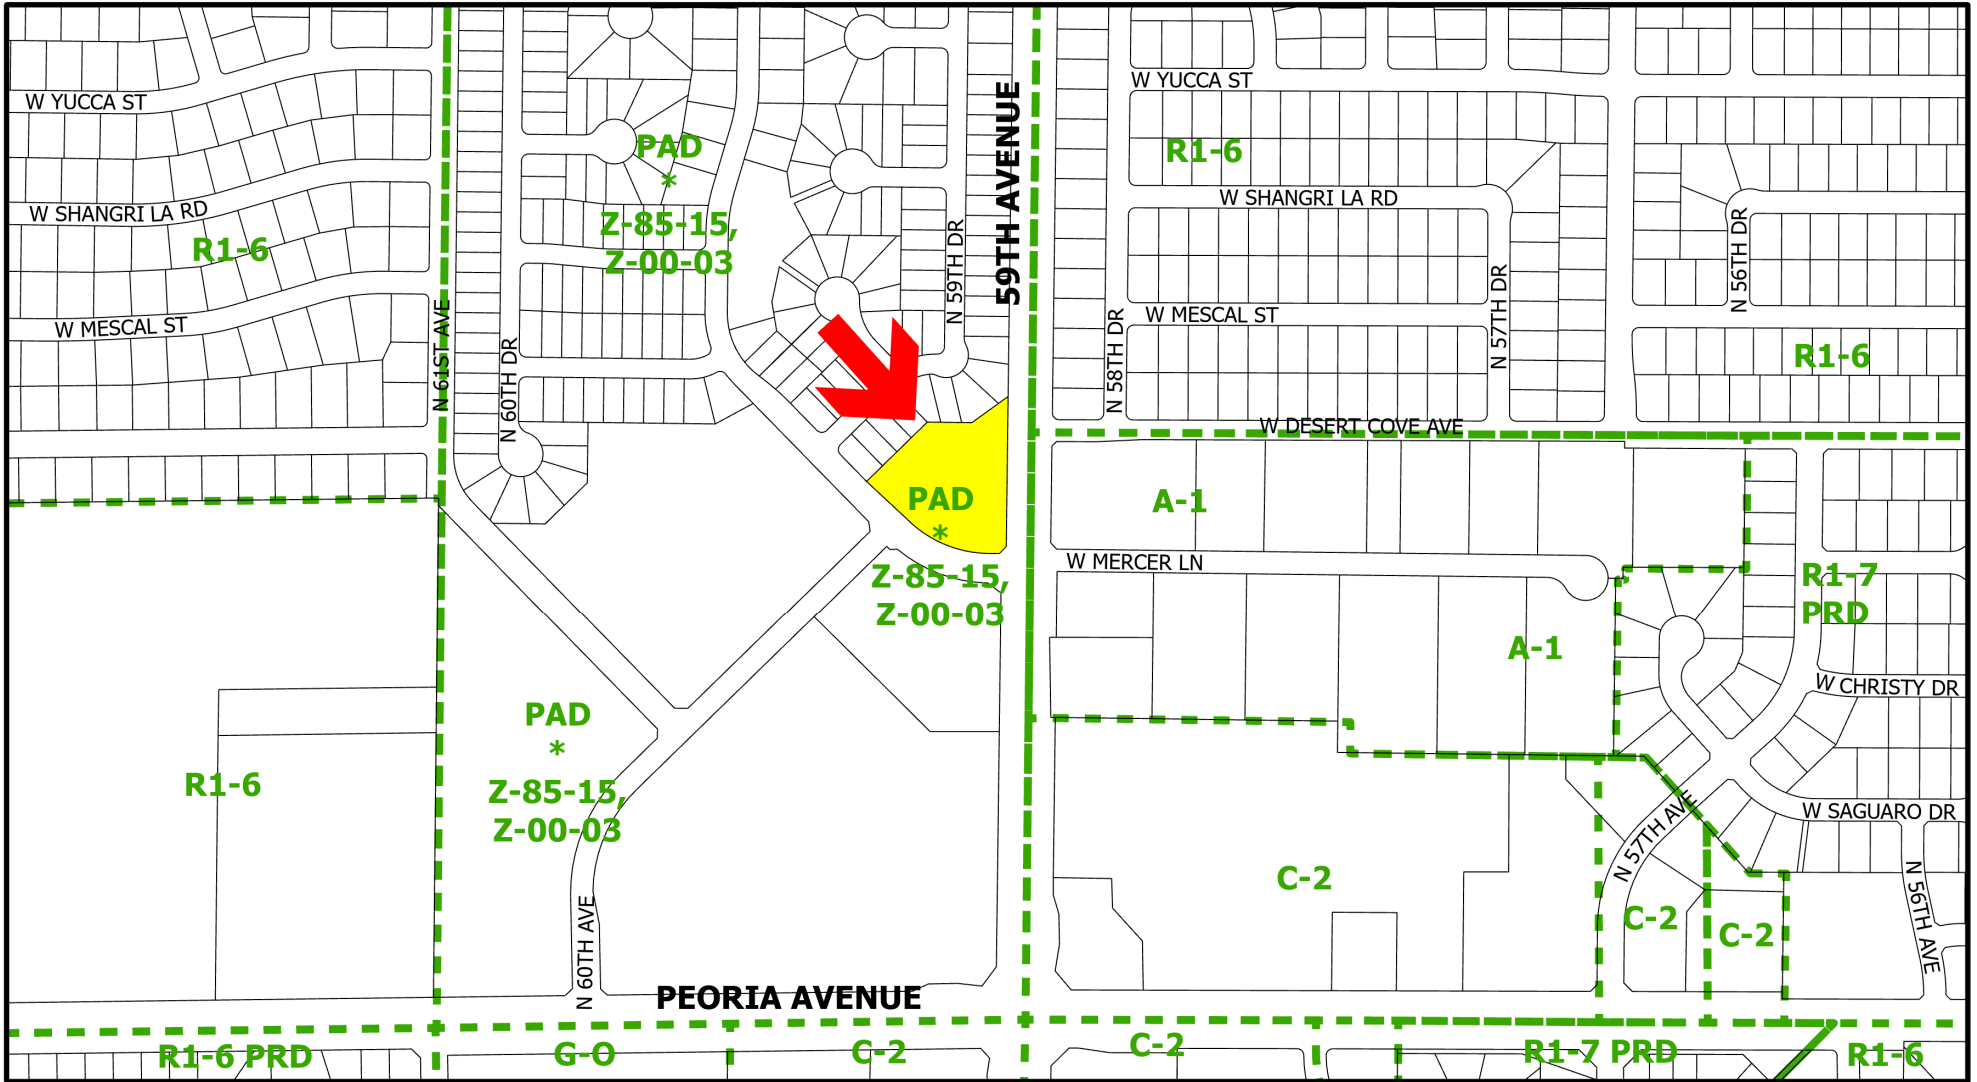 W YUCCA ST
W YUCCA ST
PAD
*
Z-85-15,
Z-00-03
59TH AVENUE
R1-6
W SHANGRI LA RD
W SHANGRI LA RD
R1-6
N 59TH DR
N 56TH DR
W MESCAL ST
W MESCAL ST
N 61ST AVE
N 60TH DR
N 58TH DR
N 57TH DR
R1-6
W DESERT COVE AVE
PAD
*
Z-85-15,
Z-00-03
A-1
W MERCER LN
R1-7
PRD
A-1
W CHRISTY DR
PAD
*
Z-85-15,
Z-00-03
R1-6
W SAGUARO DR
N 57TH AVE
C-2
C-2
C-2
N 56TH AVE
N 60TH AVE
PEORIA AVENUE
R1-6 PRD
G-O
C-2
C-2
R1-7 PRD
R1-6